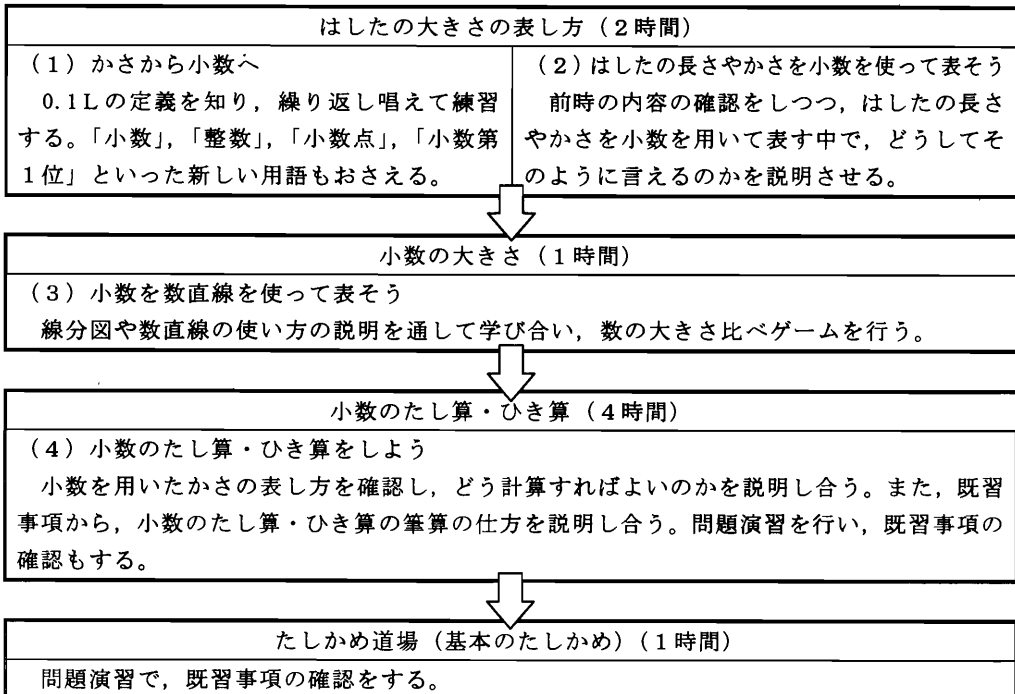 はしたの大きさの表し方（2時間）
（1）かさから小数へ
0.1Lの定義を知り，繰り返し唱えて練習
する。「小数」，「整数」，「小数点」，「小数第
1位」といった新しい用語もおさえる。
（2）はしたの長さやかさを小数を使って表そう
前時の内容の確認をしつつ，はしたの長さ
やかさを小数を用いて表す中で，どうしてそ
のように言えるのかを説明させる。
小数の大きさ（1時間）
（3）小数を数直線を使って表そう
線分図や数直線の使い方の説明を通して学び合い，数の大きさ比べゲームを行う。
小数のたし算・ひき算（4時間）
（4）小数のたし算・ひき算をしよう
小数を用いたかさの表し方を確認し，どう計算すればよいのかを説明し合う。また，既習
事項から，小数のたし算・ひき算の筆算の仕方を説明し合う。問題演習を行い，既習事項の
確認もする。
たしかめ道場（基本のたしかめ）（1時間）
問題演習で，既習事項の確認をする。